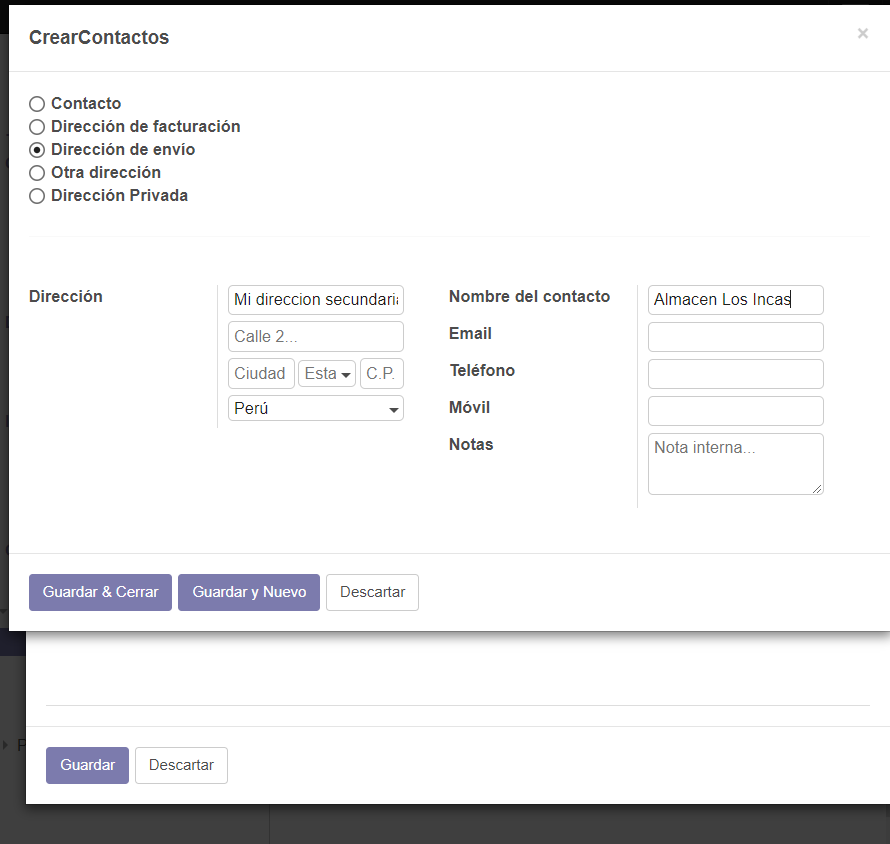 CrearContactos
×
Contacto
Dirección de facturación
Dirección de envío
Otra dirección
Dirección Privada
Dirección
Mi direccion secundaria
Calle 2...
Ciudad Esta C.P.
Perú
Nombre del contacto Almacen Los Incas
Email
Teléfono
Móvil
Notas Nota interna...
Guardar & Cerrar Guardar y Nuevo Descartar
P
Guardar Descartar